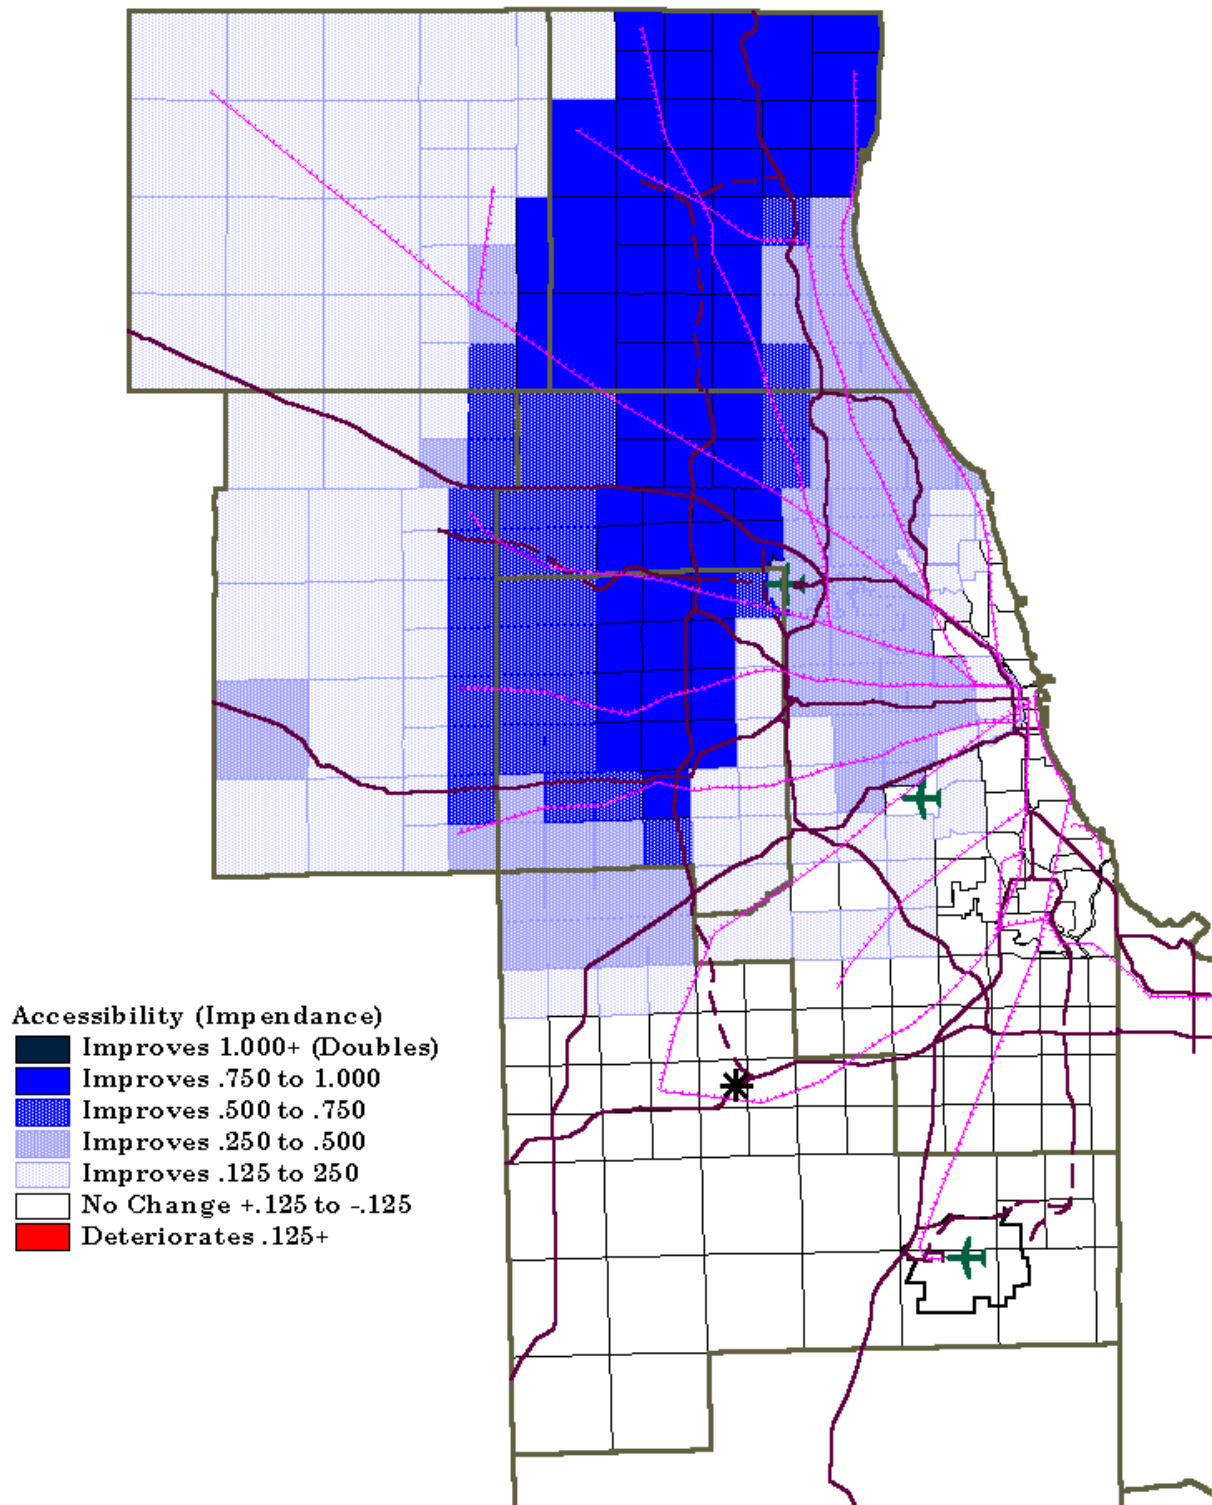 Accessibility (Impendance)
Improves 1.000+ (Doubles)
Improves .750 to 1.000
Improves .500 to .750
Improves .250 to .500
Improves .125 to 250
No Change +.125 to -.125
Deteriorates .125+